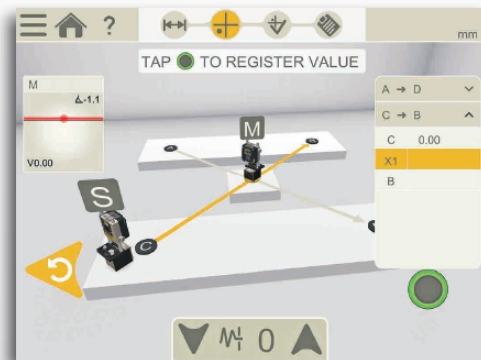 ?
mm
TAP TO REGISTER VALUE
M
∡-1.1
V0.00
A → D
C → B
C 0.00
X1
B
M
A
B
S
C
0